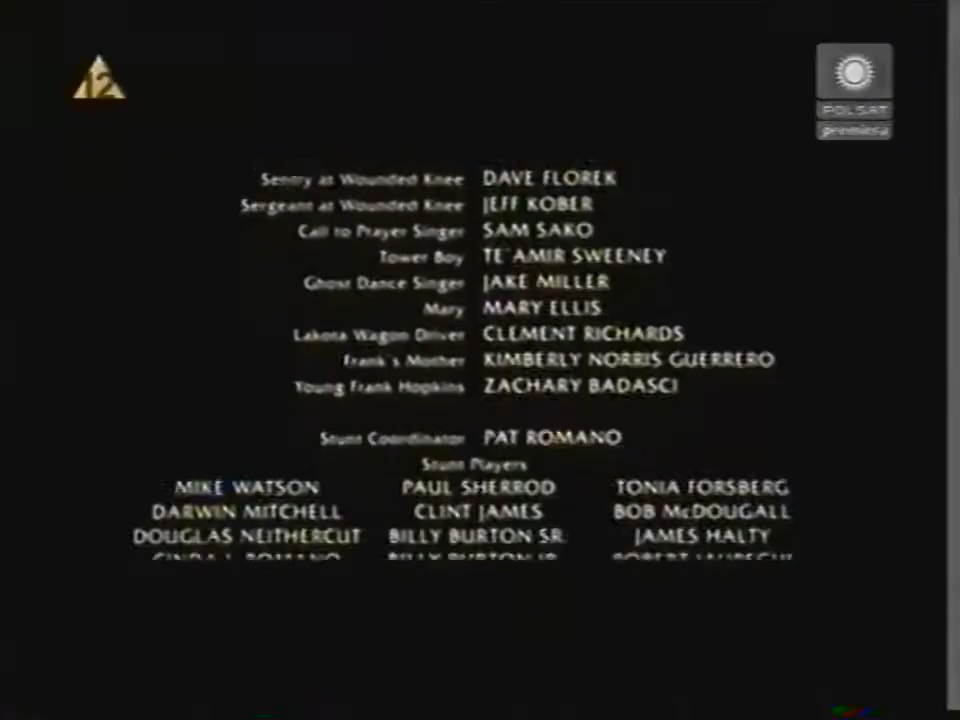 12
POLSAT
premiera
Sentry at Wounded Knee DAVE FLOREK
Sergeant at Wounded Knee JEFF KOBER
Call to Prayer Singer SAM SAKO
Tower Boy TE'AMIR SWEENEY
Ghost Dance Singer JAKE MILLER
Mary MARY ELLIS
Lakota Wagon Driver CLEMENT RICHARDS
Frank's Mother KIMBERLY NORRIS GUERRERO
Young Frank Hopkins ZACHARY BADASCI
Stunt Coordinator PAT ROMANO
Stunt Players
MIKE WATSON PAUL SHERROD TONIA FORSBERG
DARWIN MITCHELL CLINT JAMES BOB McDOUGALL
DOUGLAS NEITHERCUT BILLY BURTON SR. JAMES HALTY
BILLY BURTON JR.